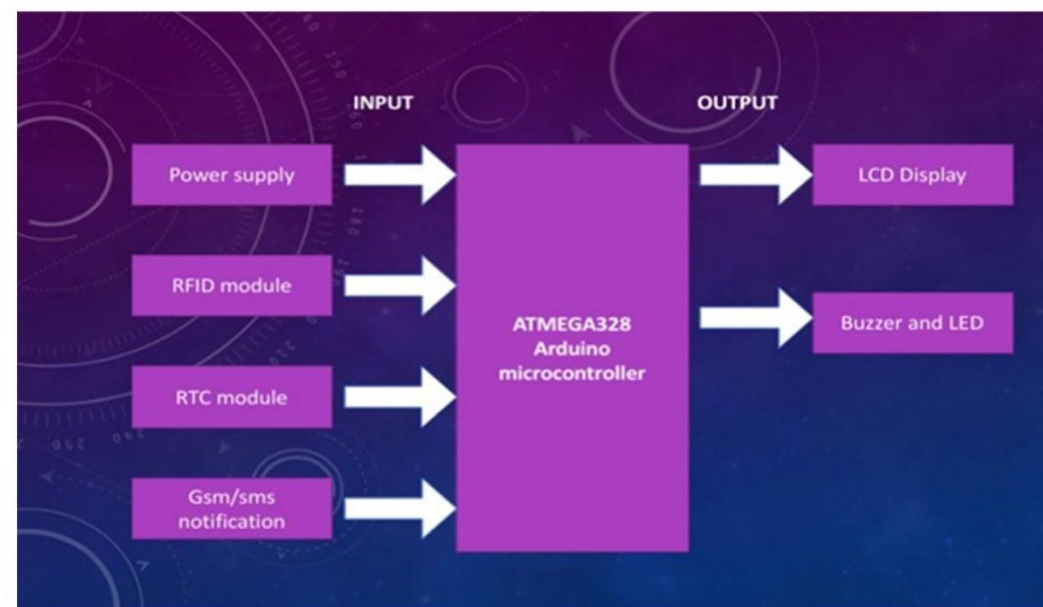 INPUT
OUTPUT
Power supply
RFID module
RTC module
Gsm/sms
notification
ATMEGA328
Arduino
microcontroller
LCD Display
Buzzer and LED